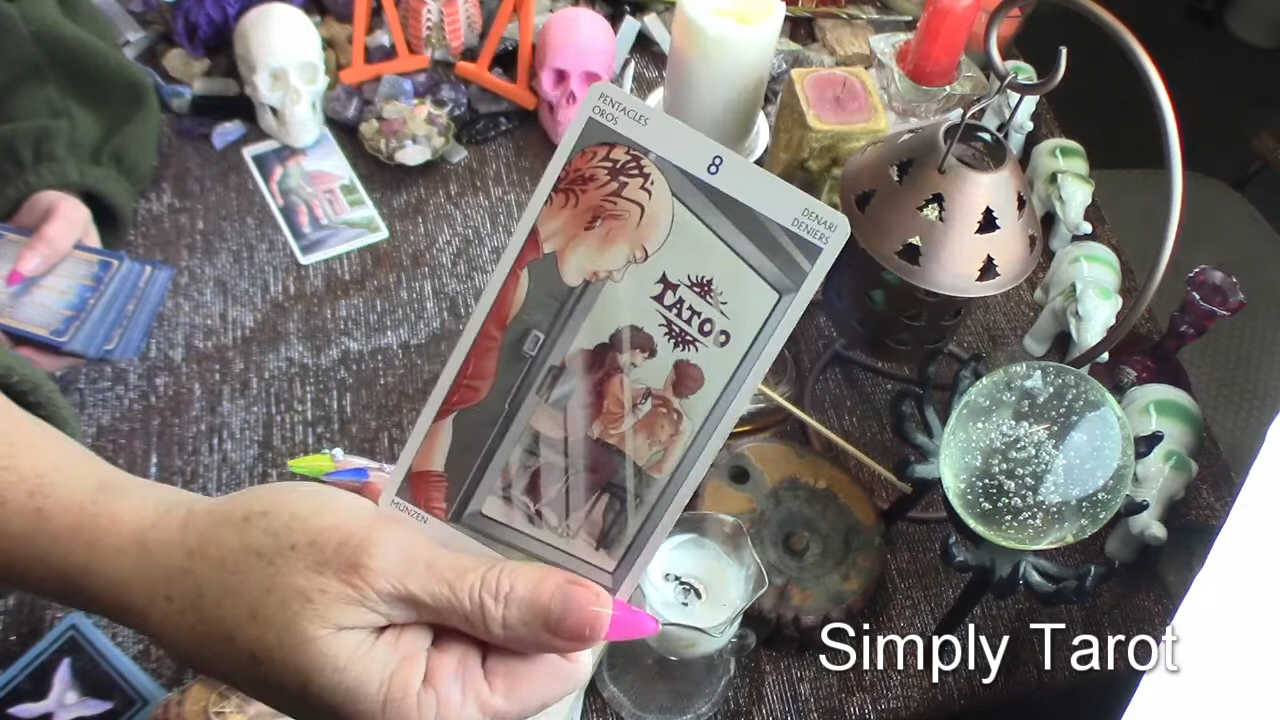 PENTACLES
OROS
8
DENARI
DENIERS
TATOO
MÜNZEN
Simply Tarot